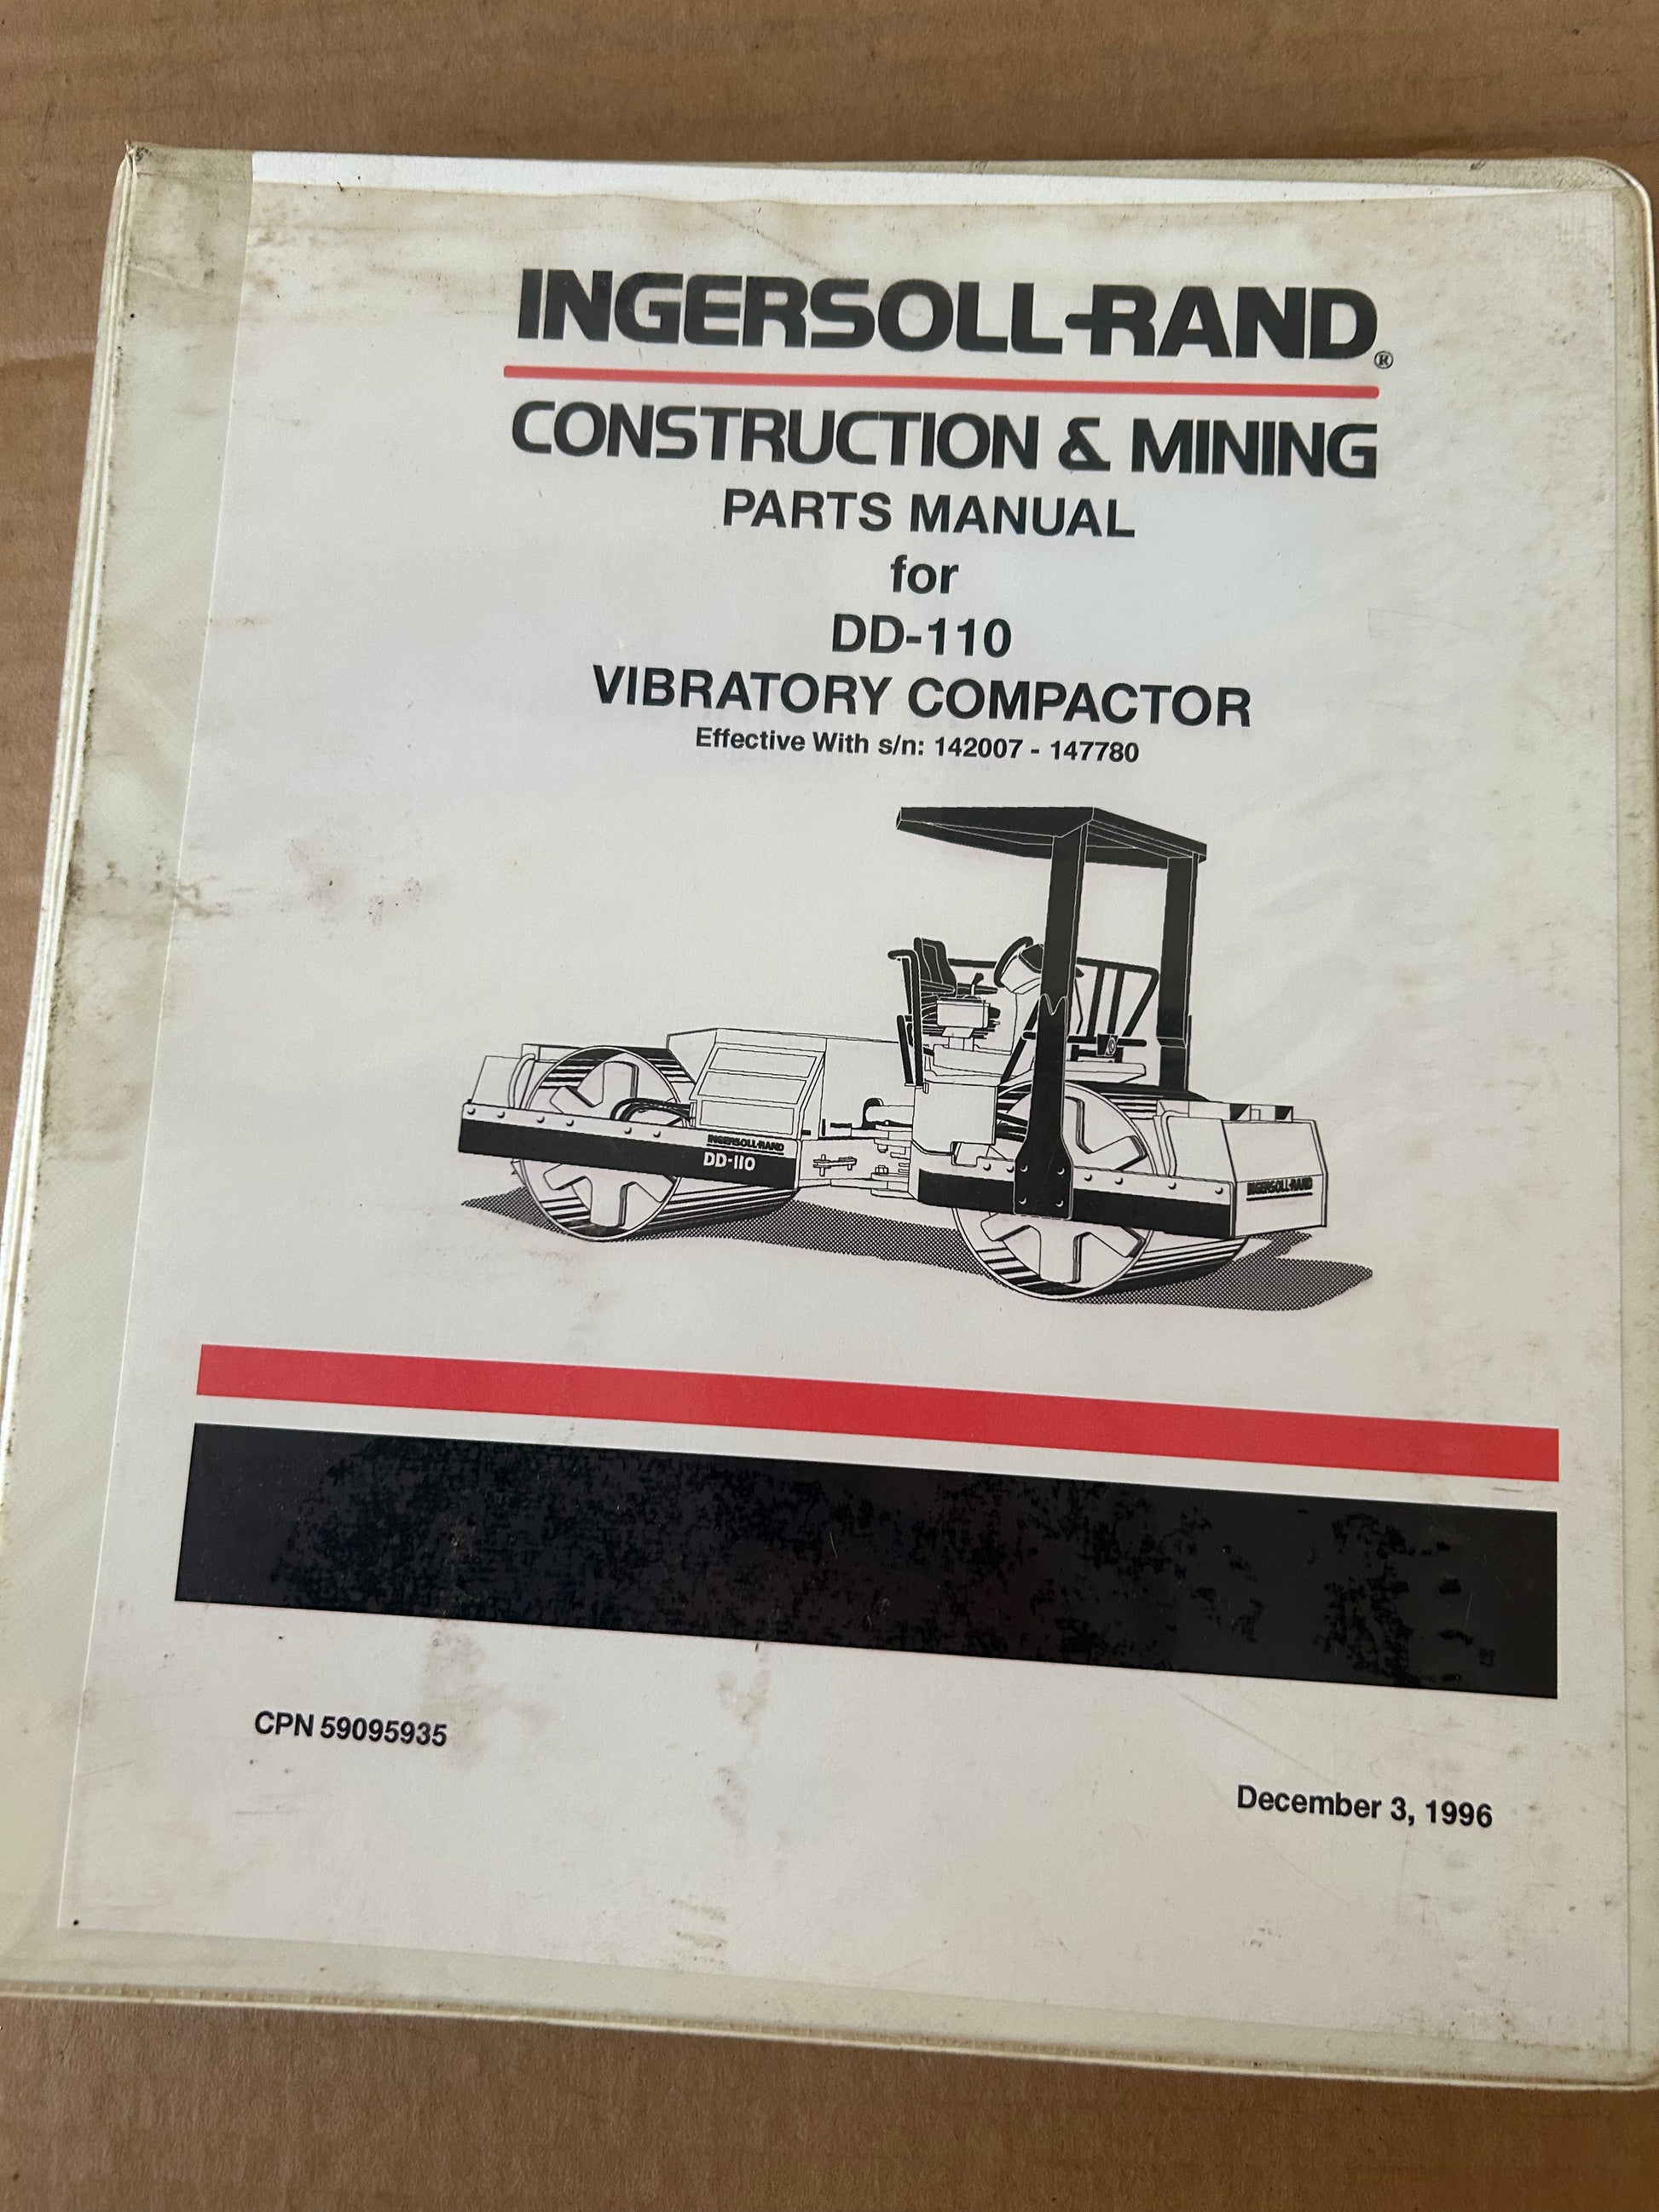 INGERSOLL-RAND®
CONSTRUCTION & MINING
PARTS MANUAL
for
DD-110
VIBRATORY COMPACTOR
Effective With s/n: 142007 - 147780
INGERSOLL-RAND
DD-110
INGERSOLL-RAND
CPN 59095935
December 3, 1996